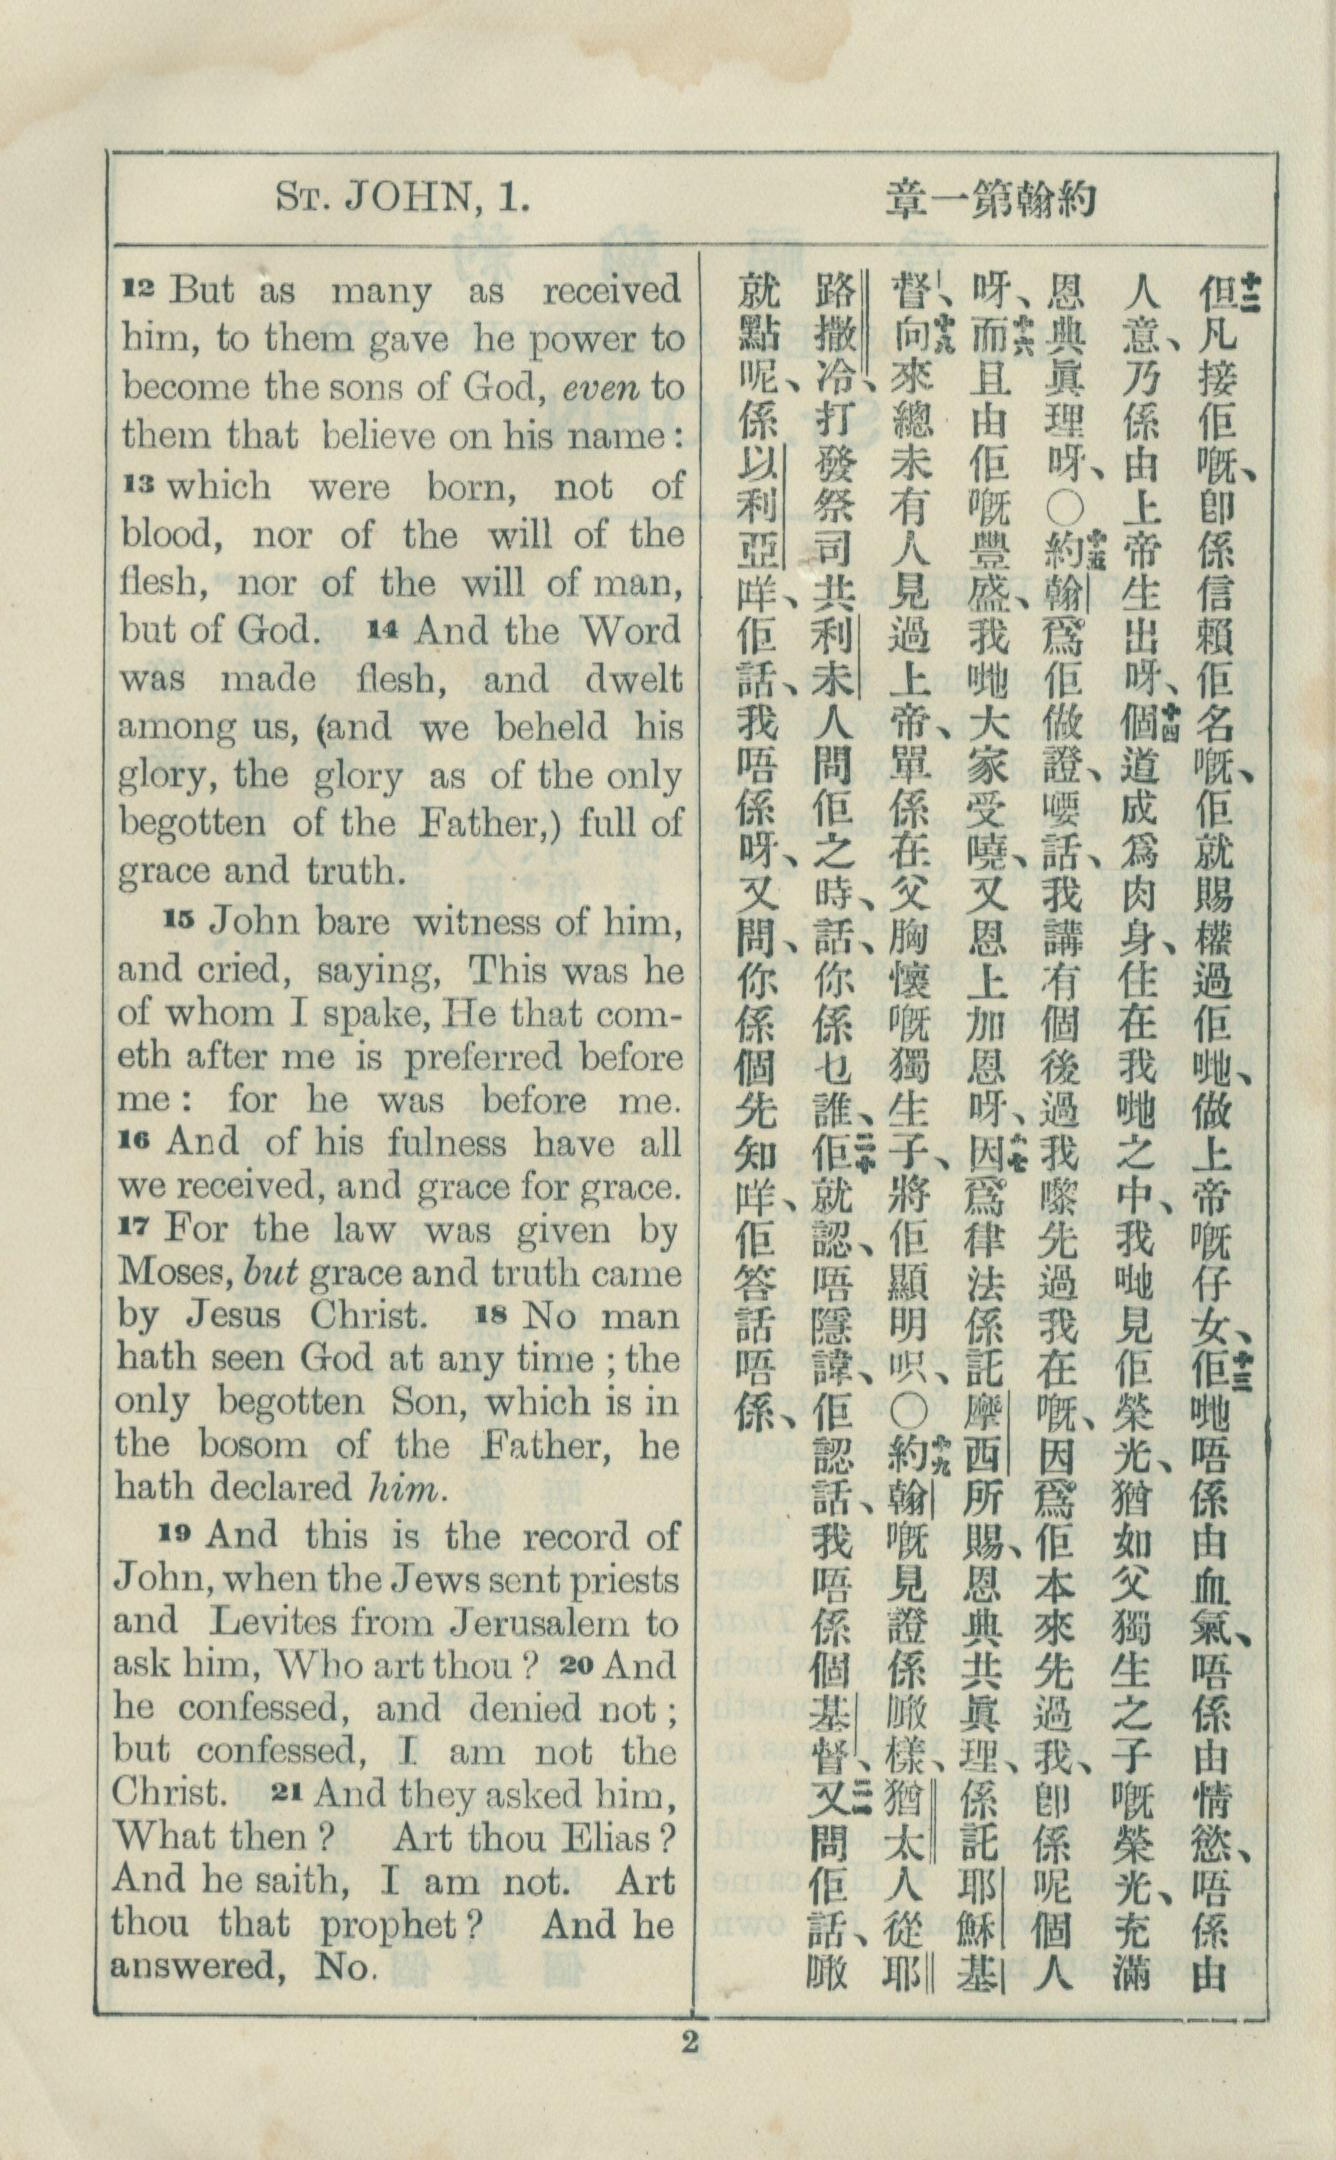 ST. JOHN, 1.
約翰第一章
12 But as many as received
him, to them gave he power to
become the sons of God, even to
them that believe on his name:
13 which were born, not of
blood, nor of the will of the
flesh, nor of the will of man,
but of God. 14 And the Word
was made flesh, and dwelt
among us, (and we beheld his
glory, the glory as of the only
begotten of the Father,) full of
grace and truth.
15 John bare witness of him,
and cried, saying, This was he
of whom I spake, He that com-
eth after me is preferred before
me: for he was before me.
16 And of his fulness have all
we received, and grace for grace.
17 For the law was given by
Moses, but grace and truth came
by Jesus Christ. 18 No man
hath seen God at any time; the
only begotten Son, which is in
the bosom of the Father, he
hath declared him.
19 And this is the record of
John, when the Jews sent priests
and Levites from Jerusalem to
ask him, Who art thou? 20 And
he confessed, and denied not;
but confessed, I am not the
Christ. 21 And they asked him,
What then? Art thou Elias?
And he saith, I am not. Art
thou that prophet? And he
answered, No.
十二但凡接佢嘅、卽係信賴佢名嘅、佢就賜權過佢哋、做上帝嘅仔女、十三佢哋唔係由血氣、唔係由情慾、唔係由
人意、乃係由上帝生出呀、十四個道成爲肉身、住在我哋之中、我哋見佢榮光、猶如父獨生之子嘅榮光、充滿
恩典眞理呀、〇十五約翰爲佢做證、嘤話、我講有個後過我嚟先過我在嘅、因爲佢本來先過我、卽係呢個人
呀、十六而且由佢嘅豐盛、我哋大家受嘵、又恩上加恩呀、十七因爲律法係託摩西所賜、恩典共眞理、係託耶穌基
督、十八向來總未有人見過上帝、單係在父胸懷嘅獨生子、將佢顯明呮、〇十九約翰嘅見證係噉樣、猶太人從耶
路撒冷、打發祭司共利未人問佢之時、話、你係乜誰、二十佢就認、唔隱諱、佢認話、我唔係個基督、二一又問佢話、噉
就點呢、係以利亞咩、佢話、我唔係呀、又問、你係個先知咩、佢答話唔係、
2